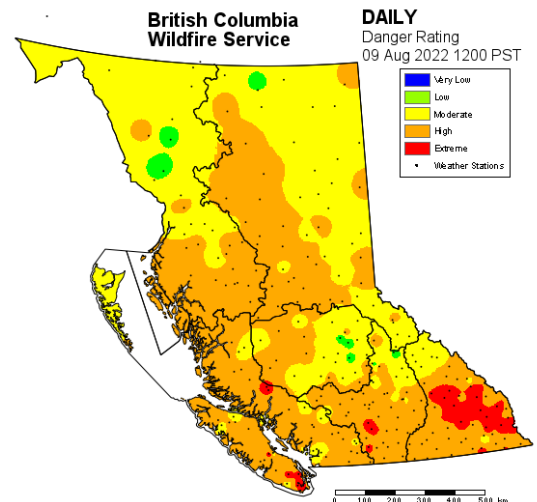 British Columbia
Wildfire Service
DAILY
Danger Rating
09 Aug 2022 1200 PST
Very Low
Low
Moderate
High
Extreme
Weather Stations
0 100 200 300 400 500 km